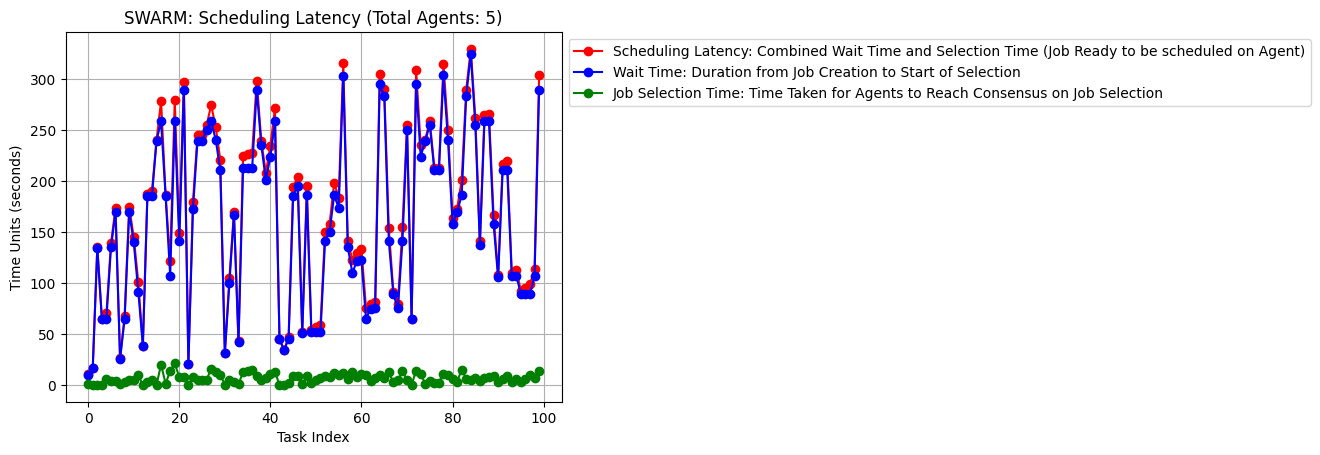 SWARM: Scheduling Latency (Total Agents: 5)
Scheduling Latency: Combined Wait Time and Selection Time (Job Ready to be scheduled on Agent)
Wait Time: Duration from Job Creation to Start of Selection
Job Selection Time: Time Taken for Agents to Reach Consensus on Job Selection
Time Units (seconds)
300
250
200
150
100
50
0
0 20 40 60 80 100
Task Index